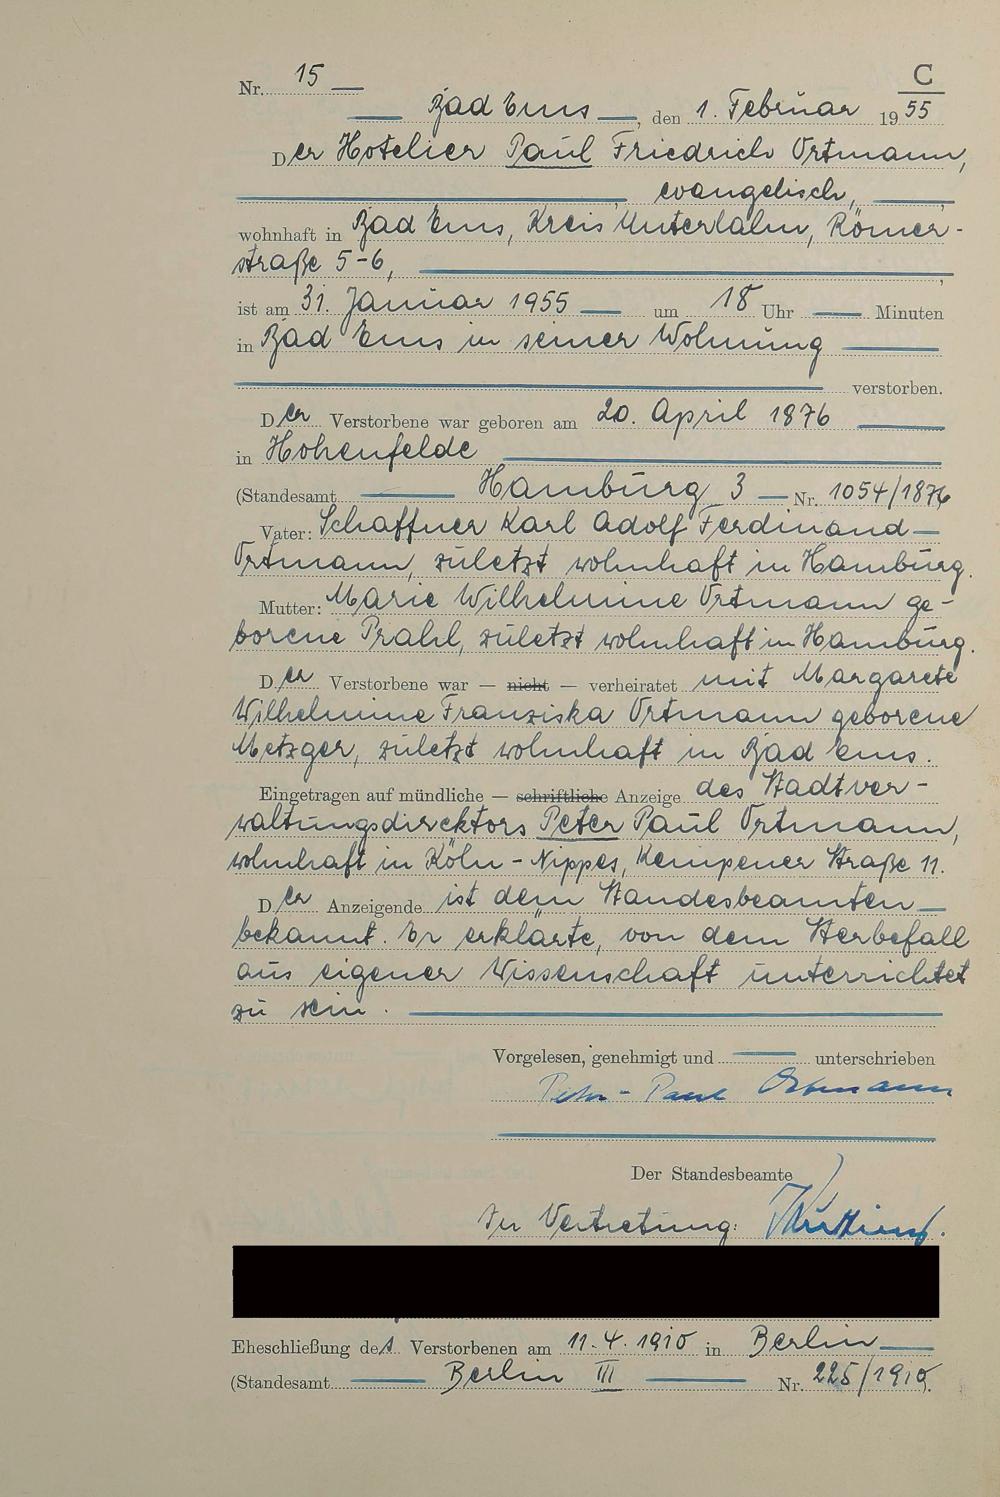 Nr. 15 — C
Bad Ems —, den 1. Februar 1955
Der Hotelier Paul Friedrich Ortmann,
evangelisch,
wohnhaft in Bad Ems, Kreis Unterlahn, Römer-
straße 5-6,
ist am 31. Januar 1955 — um 18 Uhr — Minuten
in Bad Ems in seiner Wohnung
verstorben.
Der Verstorbene war geboren am 20. April 1876
in Hohenfelde
(Standesamt — Hamburg 3 — Nr. 1054/1876
Vater: Schaffner Karl Adolf Ferdinand —
Ortmann, zuletzt wohnhaft in Hamburg.
Mutter: Marie Wilhelmine Ortmann ge-
borene Prahl, zuletzt wohnhaft in Hamburg.
Der Verstorbene war — nicht — verheiratet mit Margarete
Wilhelmine Franziska Ortmann geborene
Metzger, zuletzt wohnhaft in Bad Ems.
Eingetragen auf mündliche — schriftliche Anzeige des Stadtver-
waltungsdirektors Peter Paul Ortmann,
wohnhaft in Köln-Nippes, Kempener Straße 11.
Der Anzeigende ist dem Standesbeamten —
bekannt. Er erklärte, von dem Sterbefall
aus eigener Wissenschaft unterrichtet
zu sein.
Vorgelesen, genehmigt und — unterschrieben
Peter-Paul Ortmann
Der Standesbeamte
In Vertretung:
Eheschließung des Verstorbenen am 11.4.1910 in Berlin —
(Standesamt — Berlin III — Nr. 225/1910).